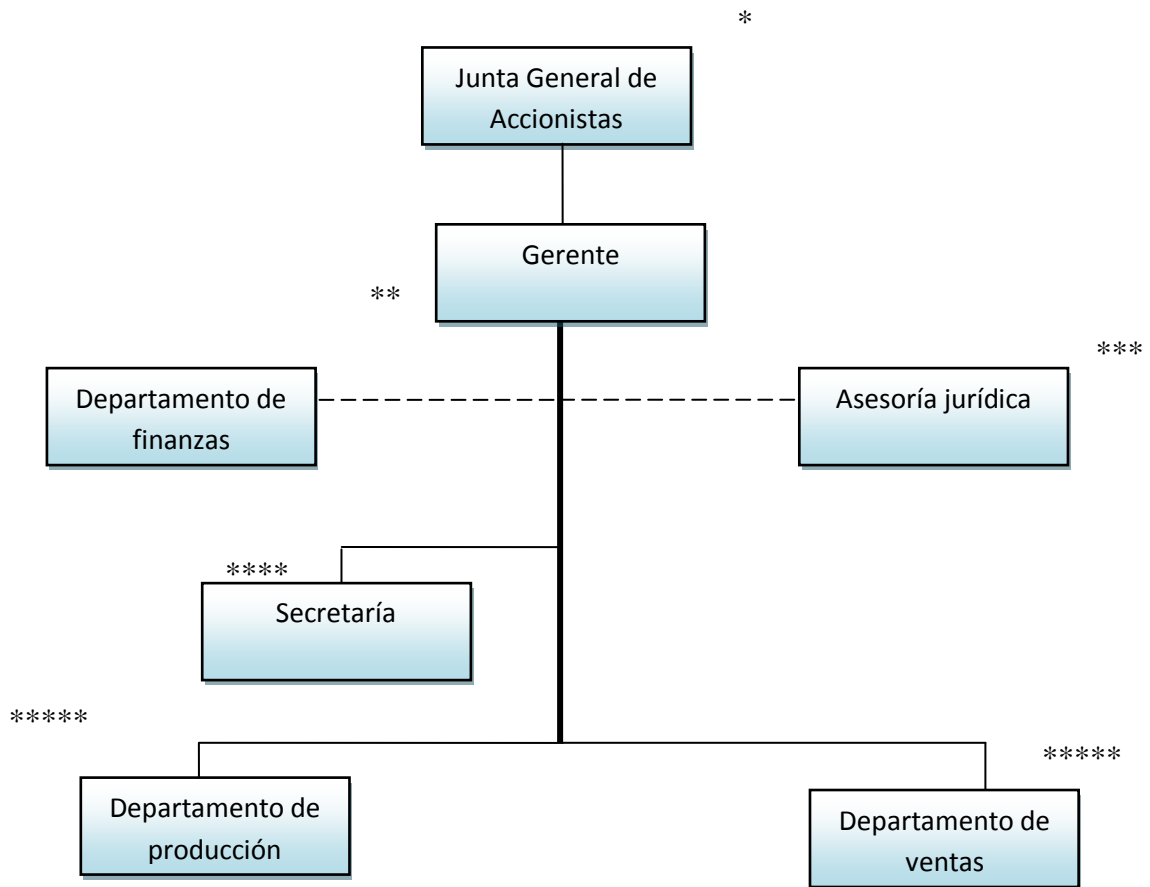 *
Junta General de
Accionistas
Gerente
**
***
Departamento de
finanzas
Asesoría jurídica
****
Secretaría
*****
*****
Departamento de
producción
Departamento de
ventas